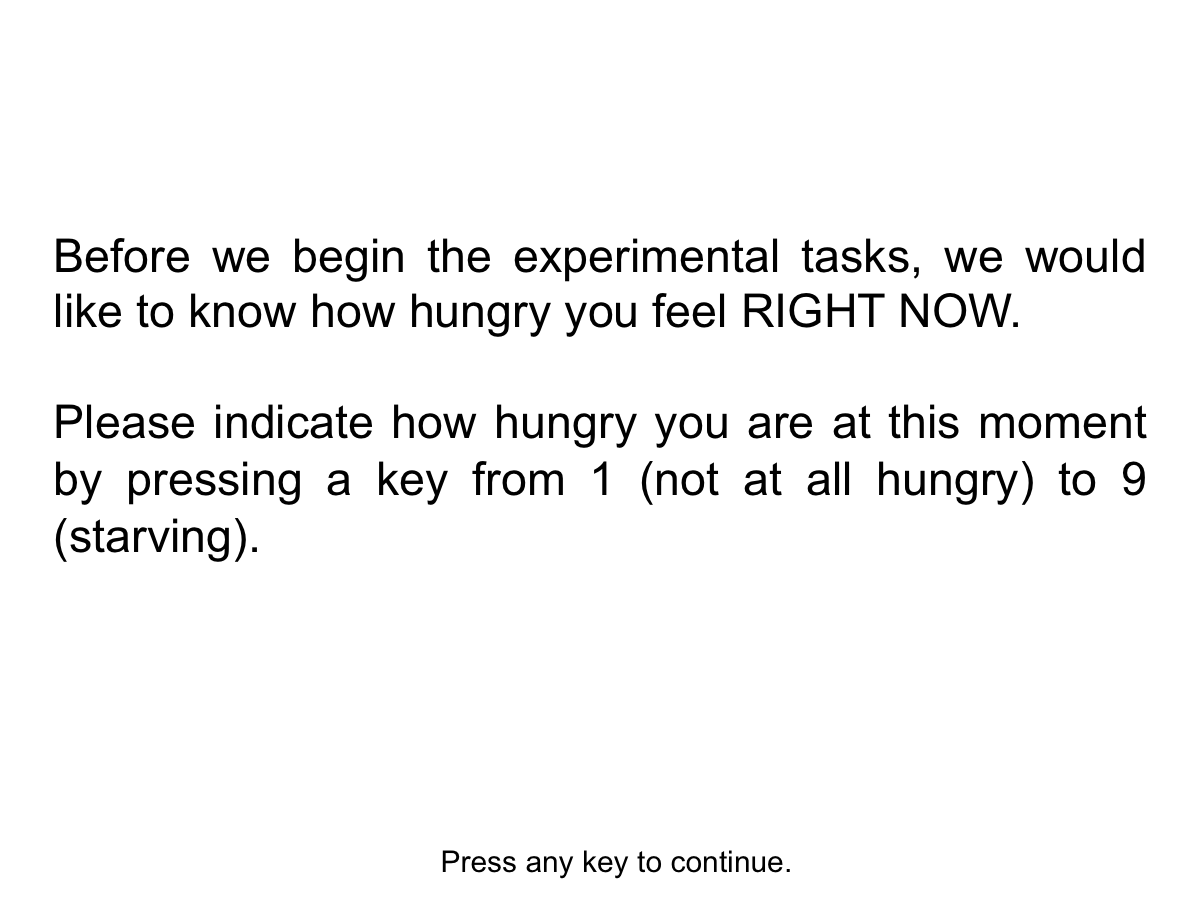 Before we begin the experimental tasks, we would
like to know how hungry you feel RIGHT NOW.
Please indicate how hungry you are at this moment
by pressing a key from 1 (not at all hungry) to 9
(starving).
Press any key to continue.